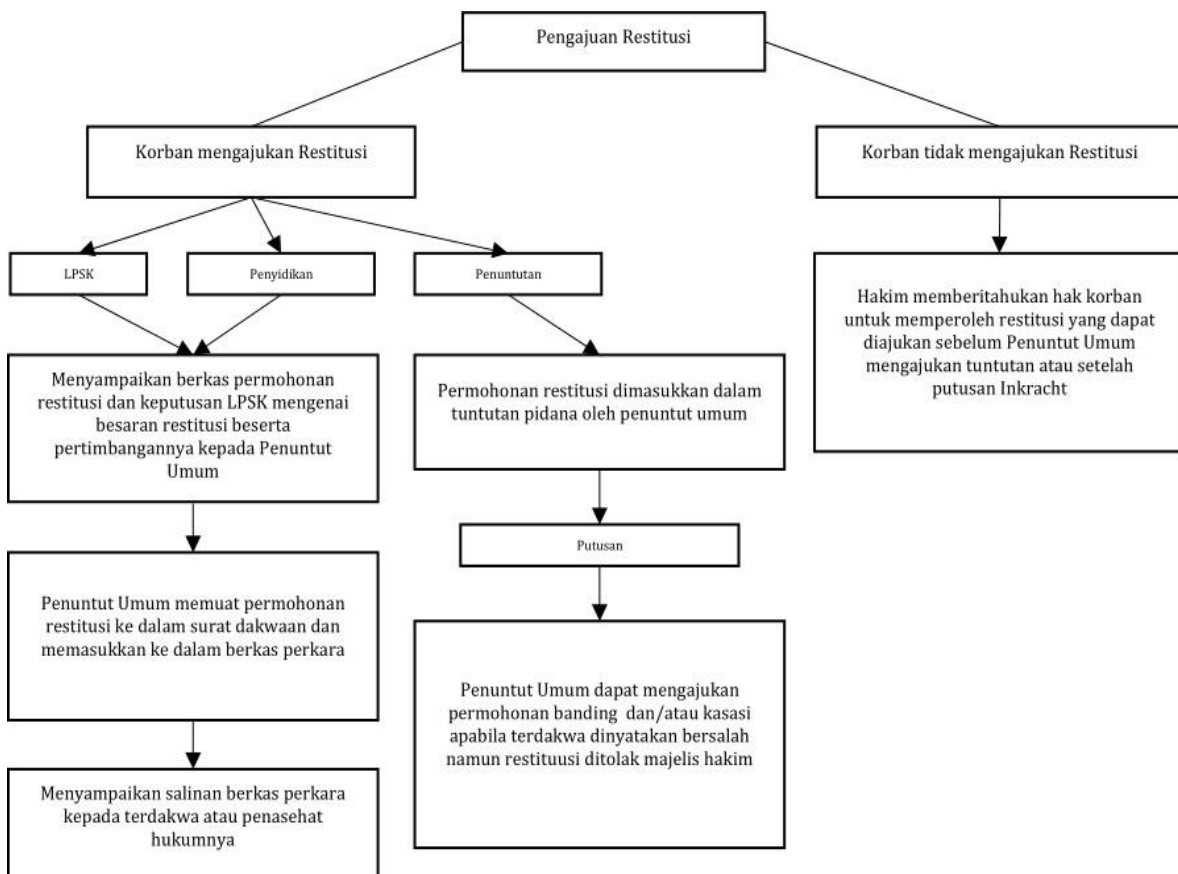 Pengajuan Restitusi
Korban mengajukan Restitusi
Korban tidak mengajukan Restitusi
LPSK
Penyidikan
Penuntutan
Hakim memberitahukan hak korban
untuk memperoleh restitusi yang dapat
diajukan sebelum Penuntut Umum
mengajukan tuntutan atau setelah
putusan Inkracht
Menyampaikan berkas permohonan
restitusi dan keputusan LPSK mengenai
besaran restitusi beserta
pertimbangannya kepada Penuntut
Umum
Permohonan restitusi dimasukkan dalam
tuntutan pidana oleh penuntut umum
Putusan
Penuntut Umum memuat permohonan
restitusi ke dalam surat dakwaan dan
memasukkan ke dalam berkas perkara
Penuntut Umum dapat mengajukan
permohonan banding dan/atau kasasi
apabila terdakwa dinyatakan bersalah
namun restituusi ditolak majelis hakim
Menyampaikan salinan berkas perkara
kepada terdakwa atau penasehat
hukumnya